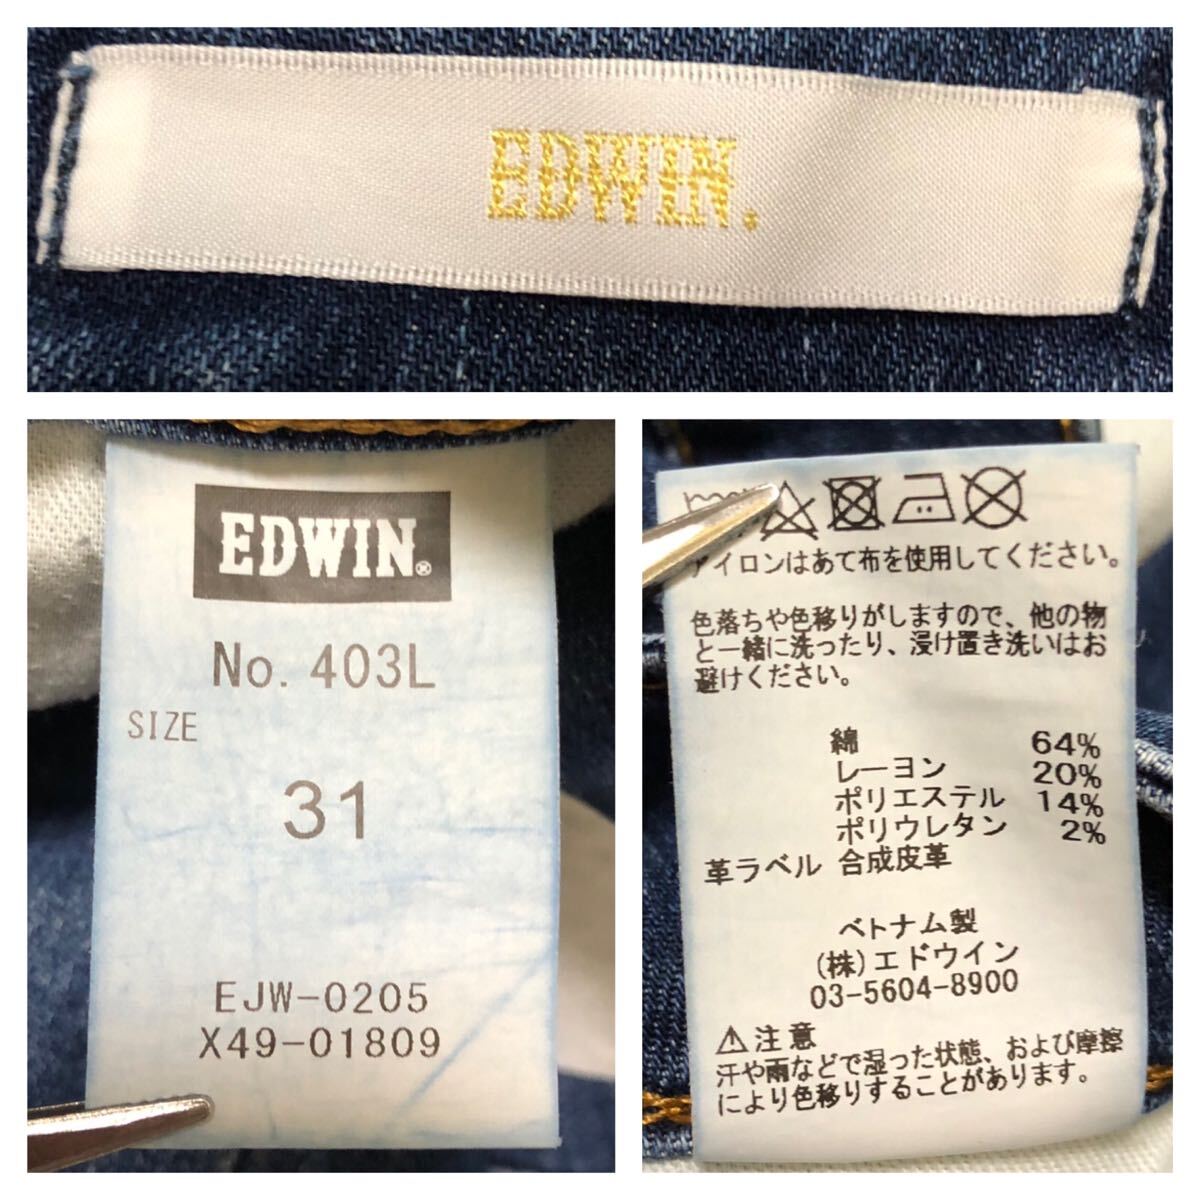 EDWIN.
EDWIN®
No. 403L
SIZE
31
EJW-0205
X49-01809
アイロンはあて布を使用してください。
色落ちや色移りがしますので、他の物
と一緒に洗ったり、浸け置き洗いはお
避けください。
綿 64%
レーヨン 20%
ポリエステル 14%
ポリウレタン 2%
革ラベル 合成皮革
ベトナム製
(株)エドウイン
03-5604-8900
⚠注意
汗や雨などで湿った状態、および摩擦
により色移りすることがあります。